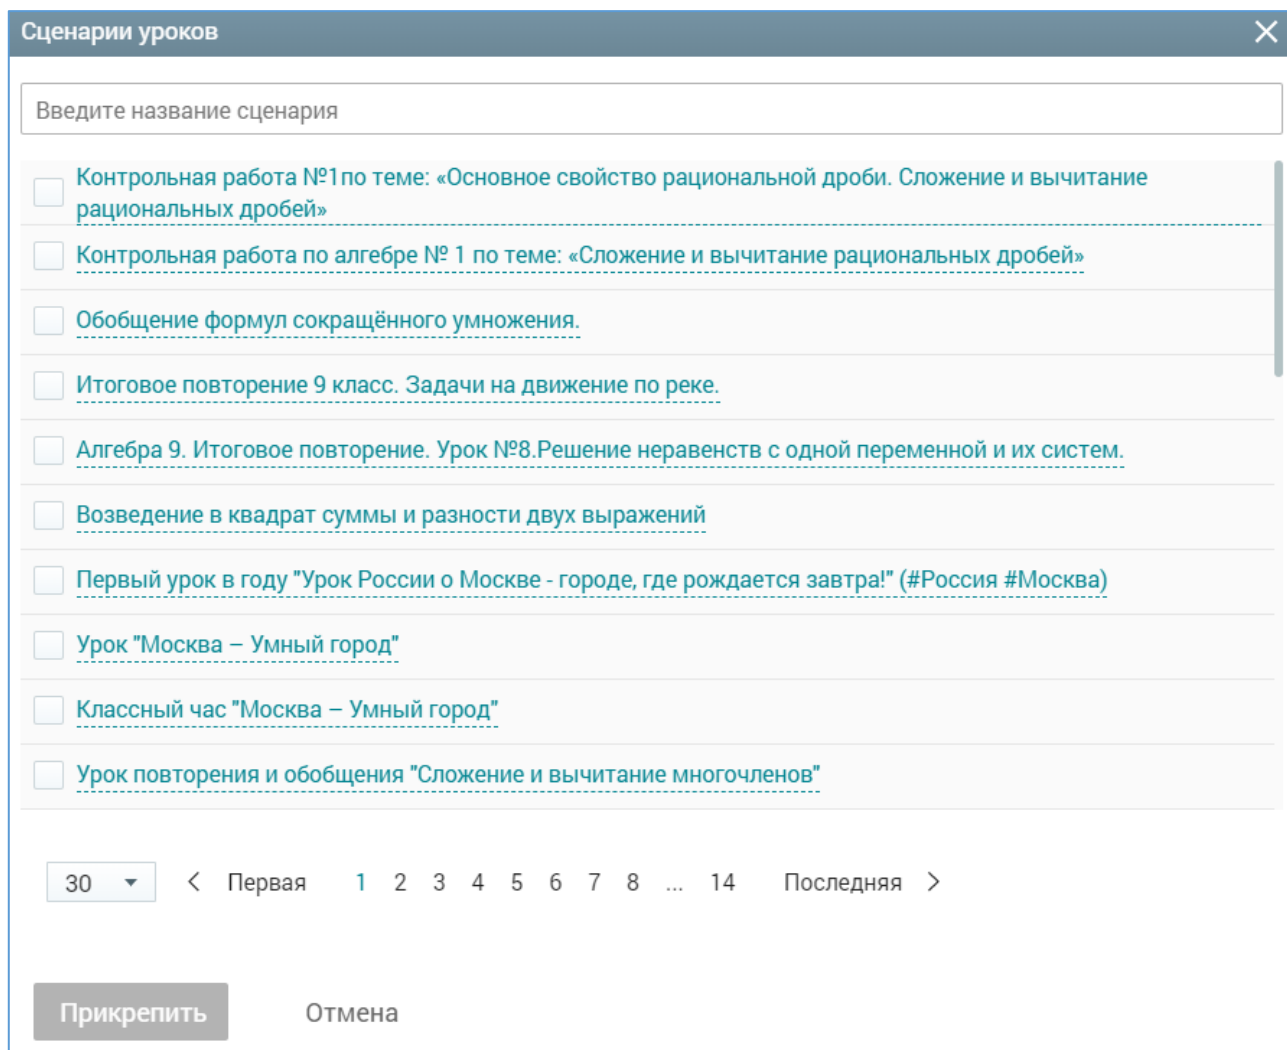 Сценарии уроков
Введите название сценария
Контрольная работа №1по теме: «Основное свойство рациональной дроби. Сложение и вычитание
рациональных дробей»
Контрольная работа по алгебре № 1 по теме: «Сложение и вычитание рациональных дробей»
Обобщение формул сокращённого умножения.
Итоговое повторение 9 класс. Задачи на движение по реке.
Алгебра 9. Итоговое повторение. Урок №8.Решение неравенств с одной переменной и их систем.
Возведение в квадрат суммы и разности двух выражений
Первый урок в году "Урок России о Москве - городе, где рождается завтра!" (#Россия #Москва)
Урок "Москва – Умный город"
Классный час "Москва – Умный город"
Урок повторения и обобщения "Сложение и вычитание многочленов"
30 Первая 1 2 3 4 5 6 7 8 ... 14 Последняя
Прикрепить Отмена